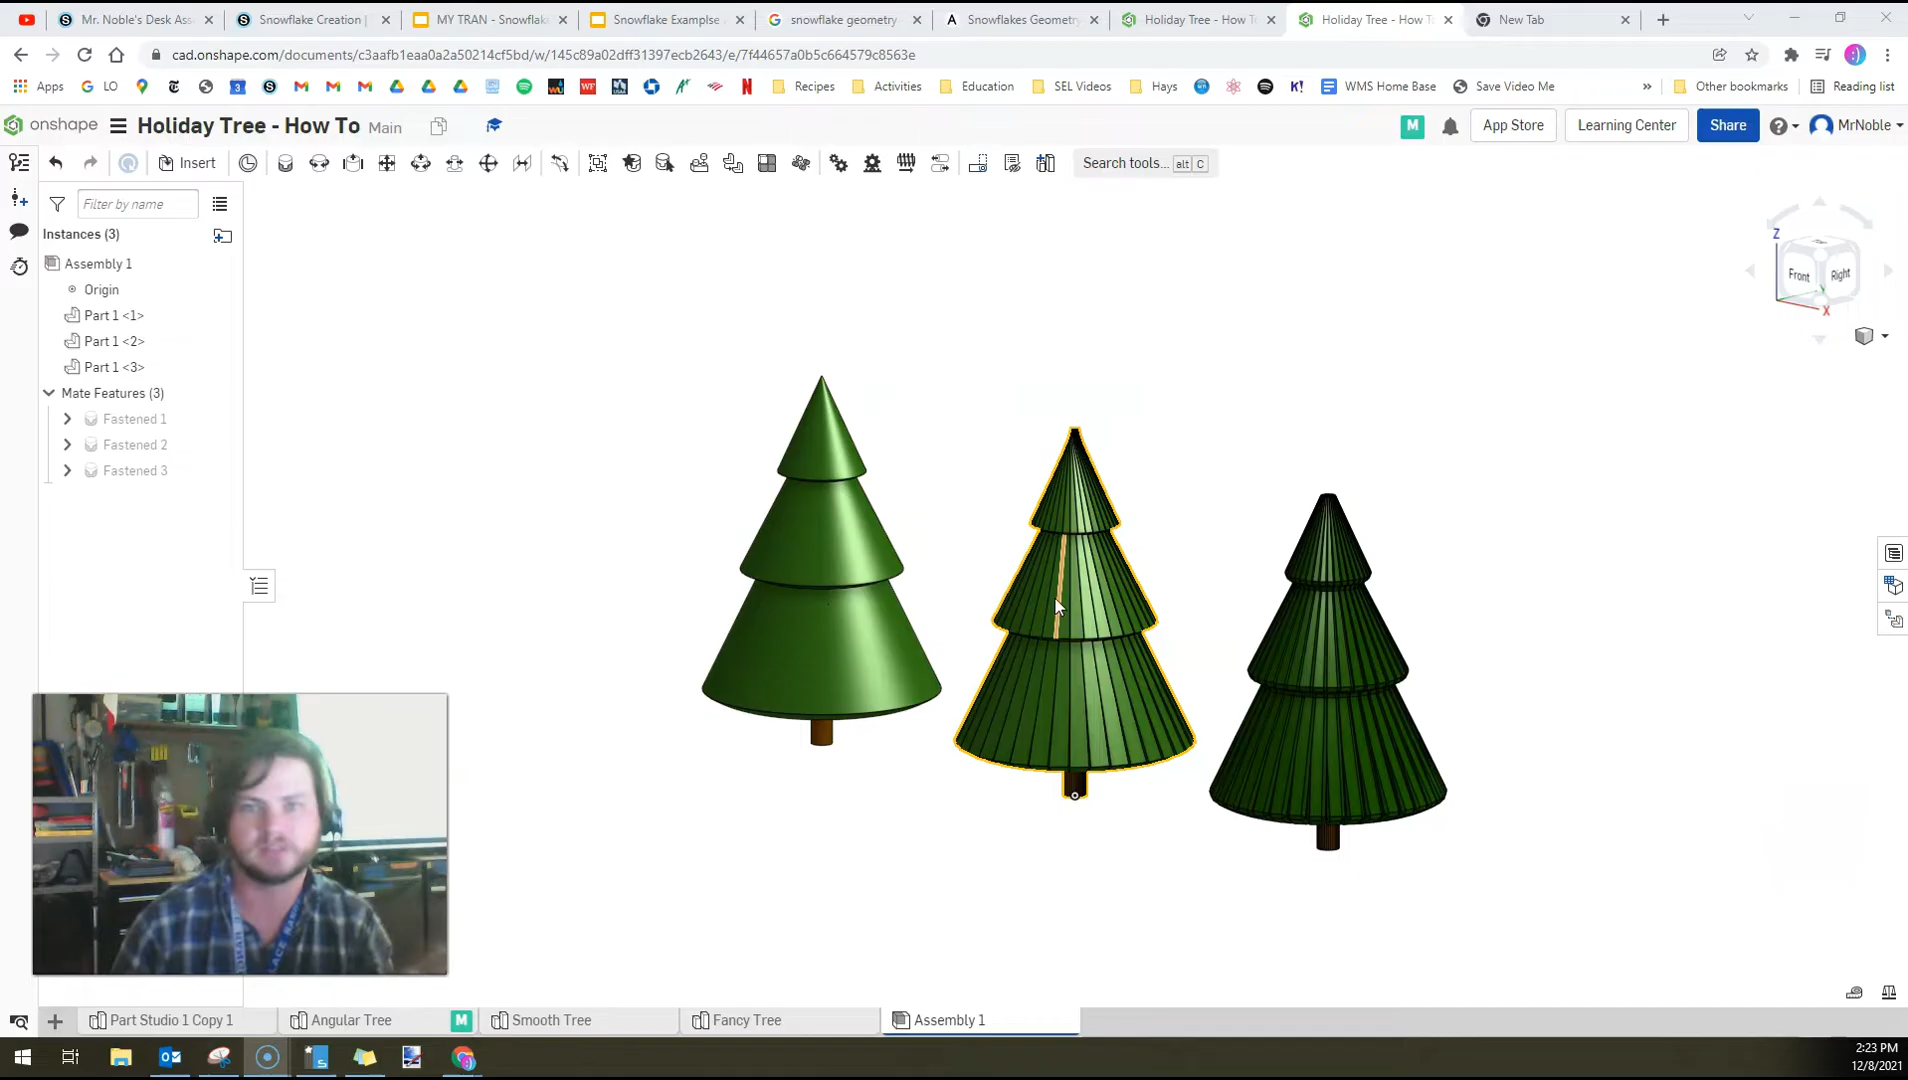 Mr. Noble's Desk Ass
Snowflake Creation |
MY TRAN - Snowflak
Snowflake Examplse
snowflake geometry
Snowflakes Geometry
Holiday Tree - How To
Holiday Tree - How To
New Tab
cad.onshape.com/documents/c3aafb1eaa0a2a50214cf5bd/w/145c89a02dff31397ecb2643/e/7f44657a0b5c664579c8563e
Apps
LO
Recipes
Activities
Education
SEL Videos
Hays
K!
WMS Home Base
Save Video Me
»
Other bookmarks
Reading list
onshape
Holiday Tree - How To
Main
M
App Store
Learning Center
Share
MrNoble
Insert
Search tools...
alt
C
Filter by name
Instances (3)
Assembly 1
Origin
Part 1 <1>
Part 1 <2>
Part 1 <3>
Mate Features (3)
Fastened 1
Fastened 2
Fastened 3
Z
Front
Right
X
Part Studio 1 Copy 1
Angular Tree
M
Smooth Tree
Fancy Tree
Assembly 1
2:23 PM
12/8/2021